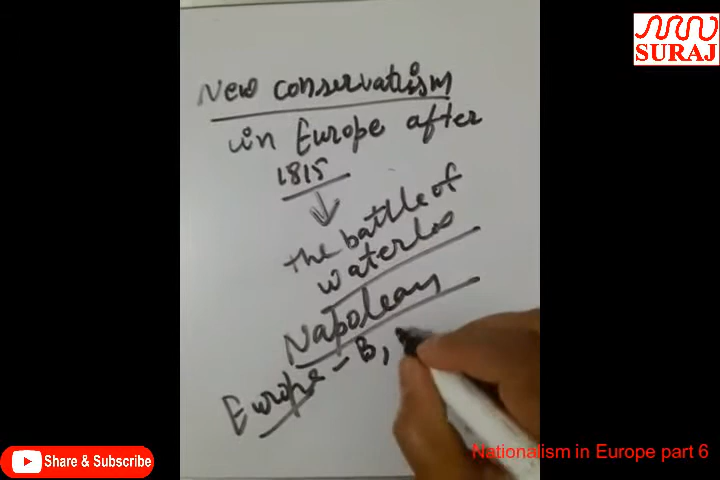 SURAJ
New conservatism
in Europe after
1815
the battle of
waterloo
Napolean
Europe - B,
Share & Subscribe
Nationalism in Europe part 6